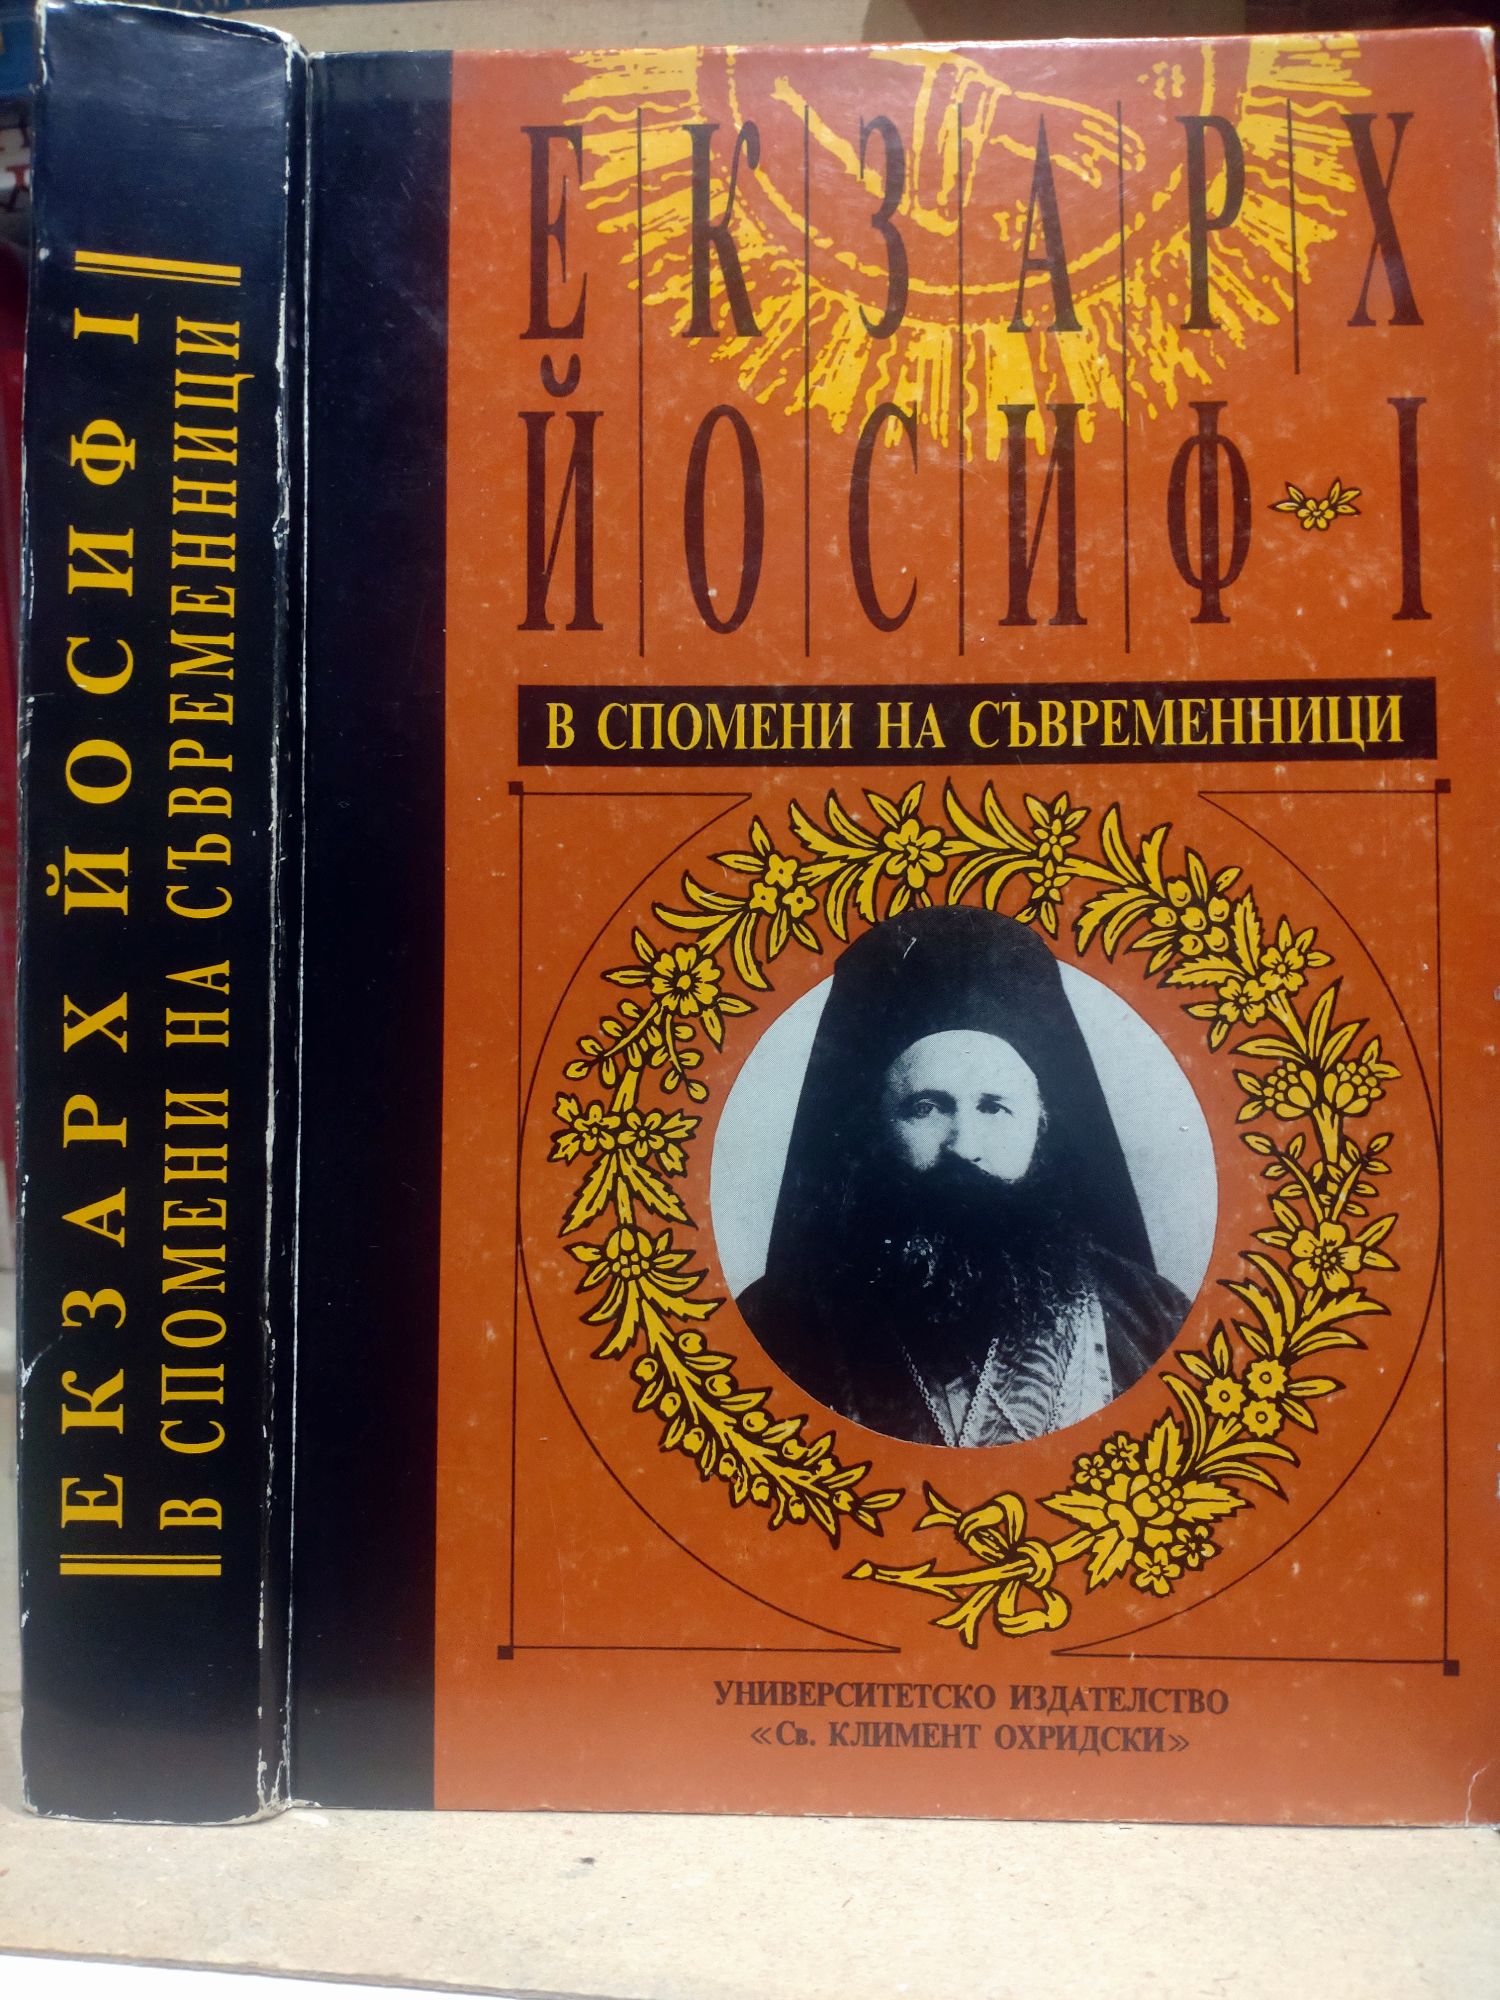 ЕКЗАРХ ЙОСИФ I
В СПОМЕНИ НА СЪВРЕМЕННИЦИ
ЕКЗАРХ
ЙОСИФ I
В СПОМЕНИ НА СЪВРЕМЕННИЦИ
УНИВЕРСИТЕТСКО ИЗДАТЕЛСТВО
«Св. КЛИМЕНТ ОХРИДСКИ»